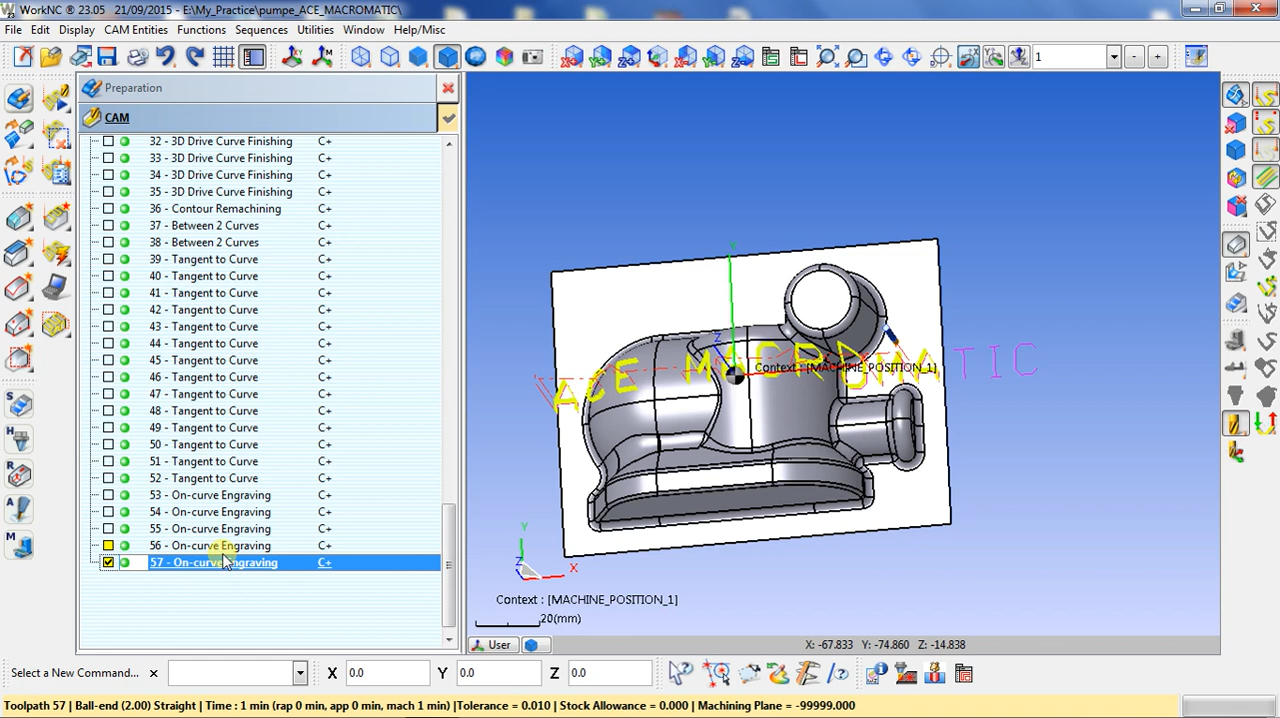 WorkNC ® 23.05 21/09/2015 - E:\My_Practice\pumpe_ACE_MACROMATIC\
File Edit Display CAM Entities Functions Sequences Utilities Window Help/Misc
1
Preparation
CAM
32 - 3D Drive Curve Finishing C+
33 - 3D Drive Curve Finishing C+
34 - 3D Drive Curve Finishing C+
35 - 3D Drive Curve Finishing C+
36 - Contour Remachining C+
37 - Between 2 Curves C+
38 - Between 2 Curves C+
39 - Tangent to Curve C+
40 - Tangent to Curve C+
41 - Tangent to Curve C+
42 - Tangent to Curve C+
43 - Tangent to Curve C+
44 - Tangent to Curve C+
45 - Tangent to Curve C+
46 - Tangent to Curve C+
47 - Tangent to Curve C+
48 - Tangent to Curve C+
49 - Tangent to Curve C+
50 - Tangent to Curve C+
51 - Tangent to Curve C+
52 - Tangent to Curve C+
53 - On-curve Engraving C+
54 - On-curve Engraving C+
55 - On-curve Engraving C+
56 - On-curve Engraving C+
57 - On-curve Engraving C+
Y
Z
ACE MACROMATIC
Context : [MACHINE_POSITION_1]
Y
Z
X
Context : [MACHINE_POSITION_1]
20(mm)
User
X: -67.833 Y: -74.860 Z: -14.838
Select a New Command... X 0.0 Y 0.0 Z 0.0
Toolpath 57 | Ball-end (2.00) Straight | Time : 1 min (rap 0 min, app 0 min, mach 1 min) |Tolerance = 0.010 | Stock Allowance = 0.000 | Machining Plane = -99999.000